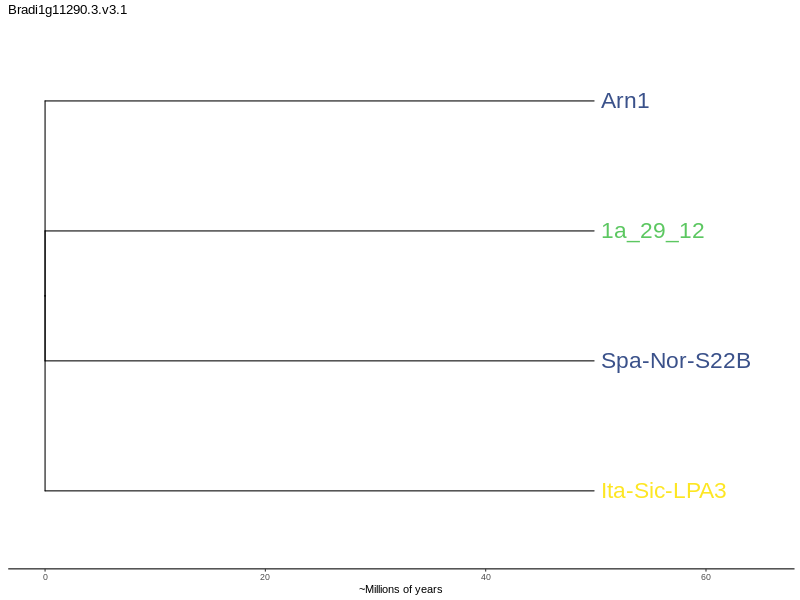 Bradi1g11290.3.v3.1
Arn1
1a_29_12
Spa-Nor-S22B
Ita-Sic-LPA3
0 20 40 60
~Millions of years